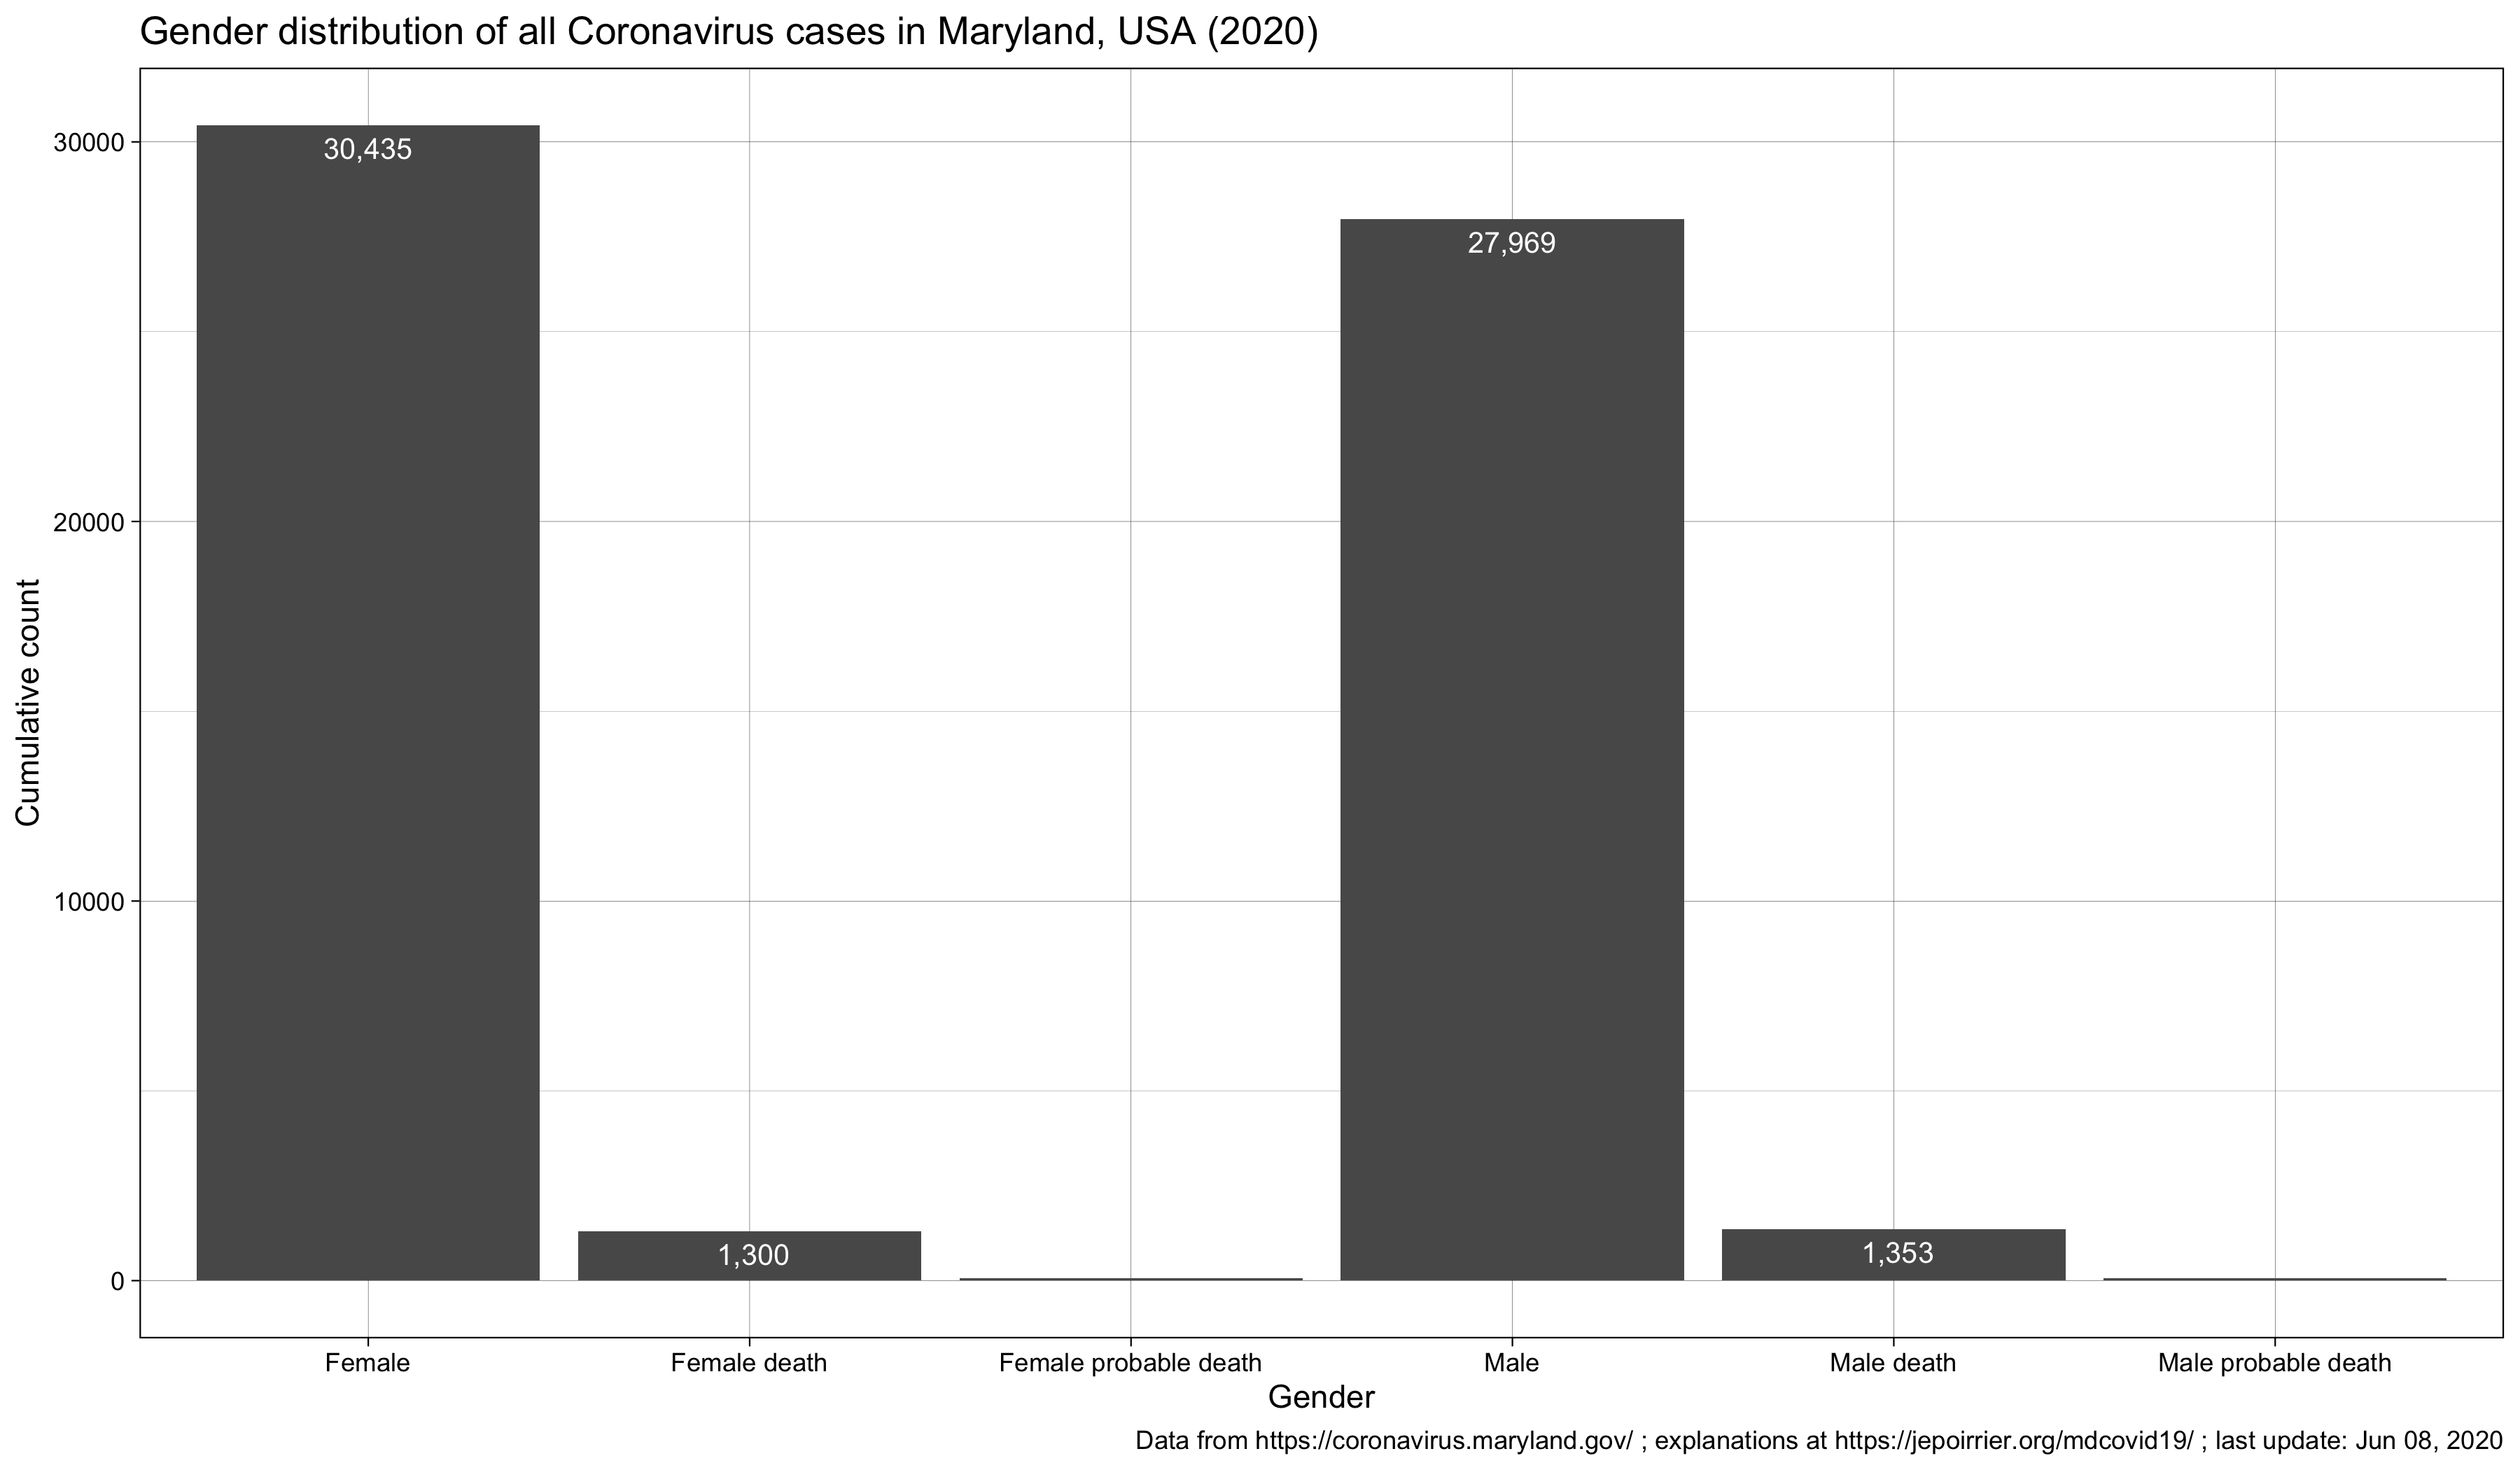 Gender distribution of all Coronavirus cases in Maryland, USA (2020)
Cumulative count
30000
20000
10000
0
30,435
1,300
27,969
1,353
Female
Female death
Female probable death
Male
Male death
Male probable death
Gender
Data from https://coronavirus.maryland.gov/ ; explanations at https://jepoirrier.org/mdcovid19/ ; last update: Jun 08, 2020